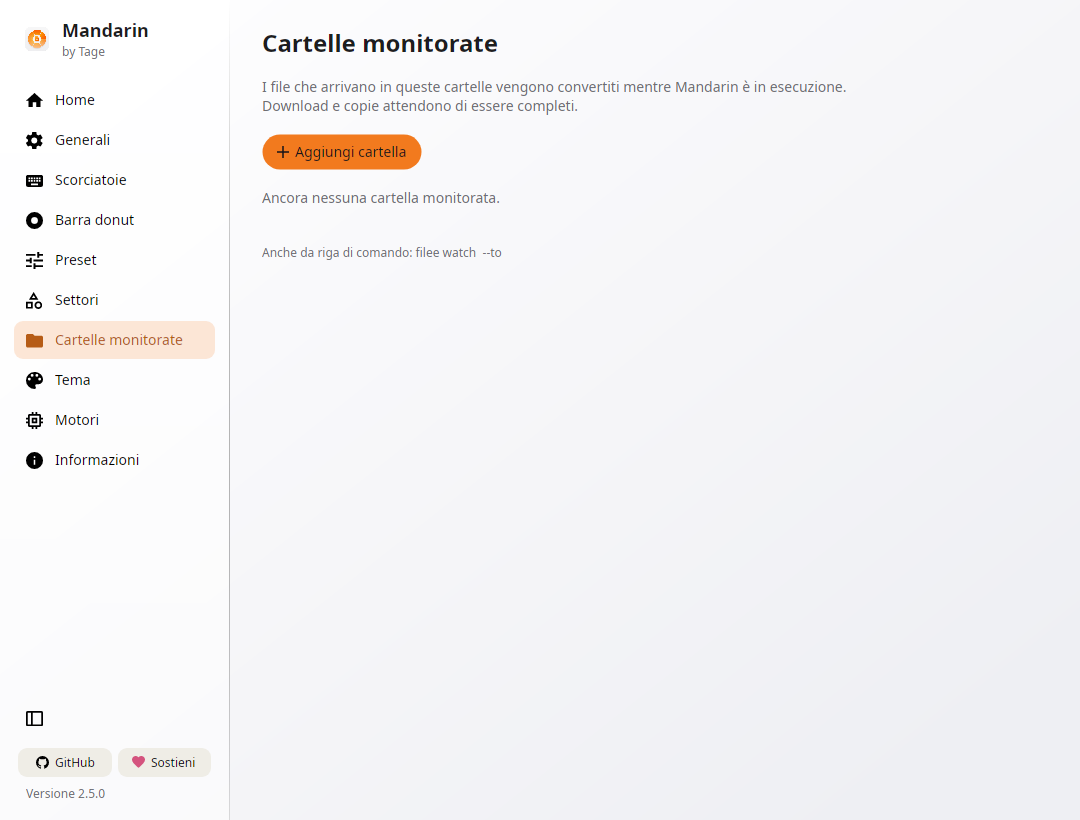 Mandarin
by Tage
Home
Generali
Scorciatoie
Barra donut
Preset
Settori
Cartelle monitorate
Tema
Motori
Informazioni
GitHub
Sostieni
Versione 2.5.0
Cartelle monitorate
I file che arrivano in queste cartelle vengono convertiti mentre Mandarin è in esecuzione.
Download e copie attendono di essere completi.
Aggiungi cartella
Ancora nessuna cartella monitorata.
Anche da riga di comando: filee watch --to